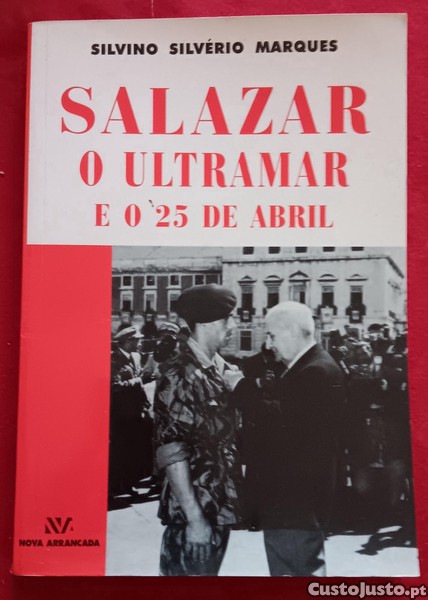 SILVINO SILVÉRIO MARQUES
SALAZAR
O ULTRAMAR
E O 25 DE ABRIL
NOVA ARRANCADA
CustoJusto.pt